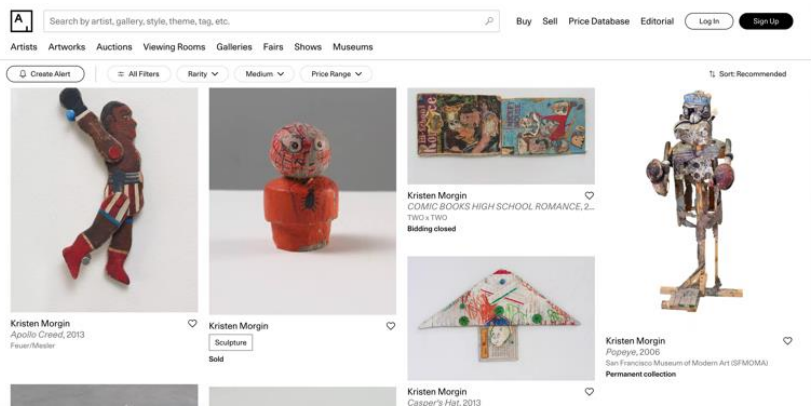 A
Search by artist, gallery, style, theme, tag, etc.
Buy Sell Price Database Editorial Log In Sign Up
Artists Artworks Auctions Viewing Rooms Galleries Fairs Shows Museums
Create Alert All Filters Rarity Medium Price Range Sort: Recommended
Kristen Morgin
Apollo Creed, 2013
Feuer/Mesler
Kristen Morgin
Sculpture
Sold
Kristen Morgin
COMIC BOOKS HIGH SCHOOL ROMANCE, 2...
TWO x TWO
Bidding closed
Kristen Morgin
Casper's Hat, 2013
Kristen Morgin
Popeye, 2006
San Francisco Museum of Modern Art (SFMOMA)
Permanent collection